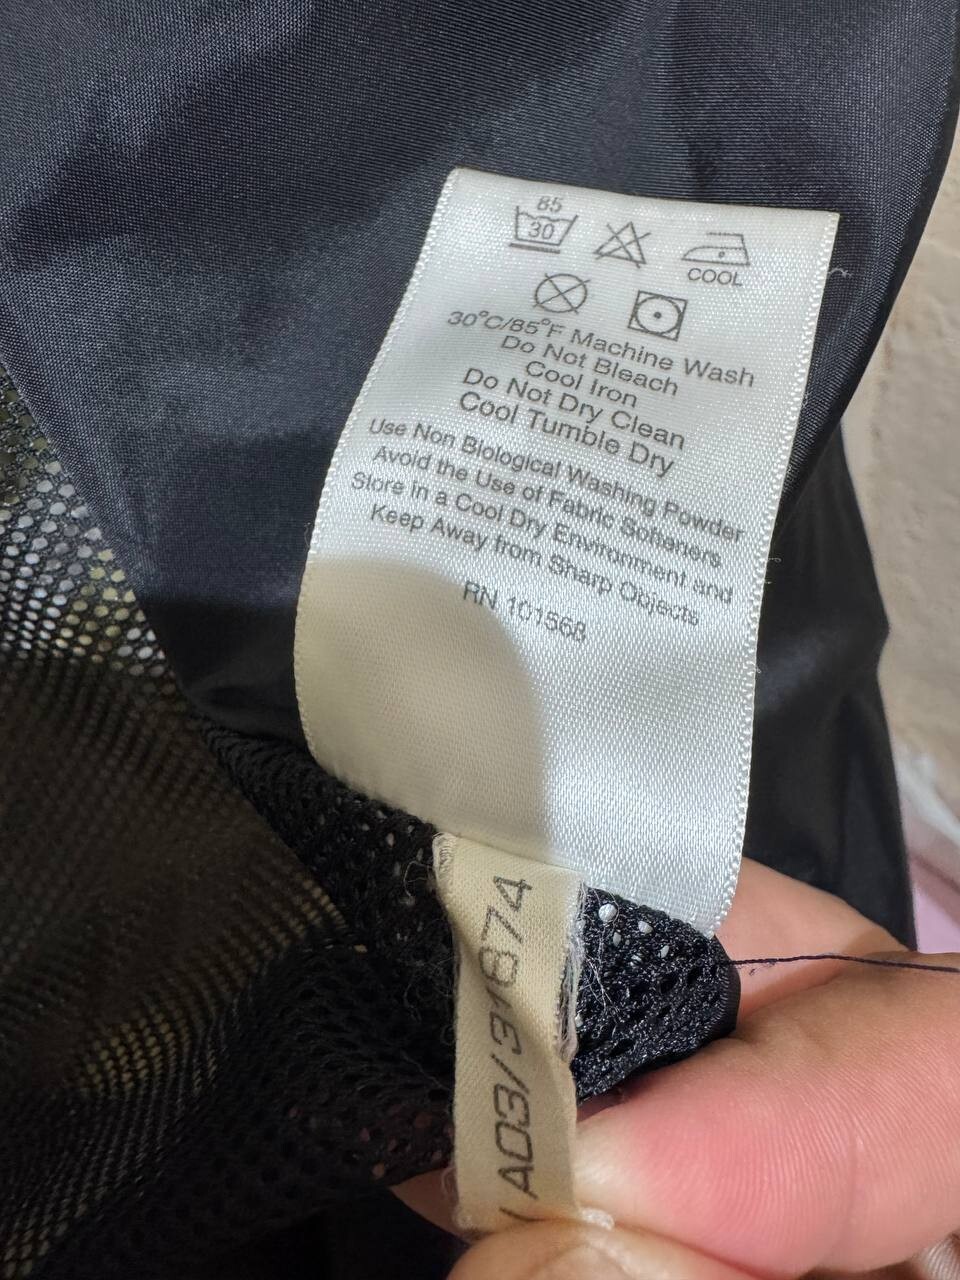 85
30
COOL
30°C/85°F Machine Wash
Do Not Bleach
Cool Iron
Do Not Dry Clean
Cool Tumble Dry
Use Non Biological Washing Powder
Avoid the Use of Fabric Softeners
Store in a Cool Dry Environment and
Keep Away from Sharp Objects
RN 101568
A03/31674